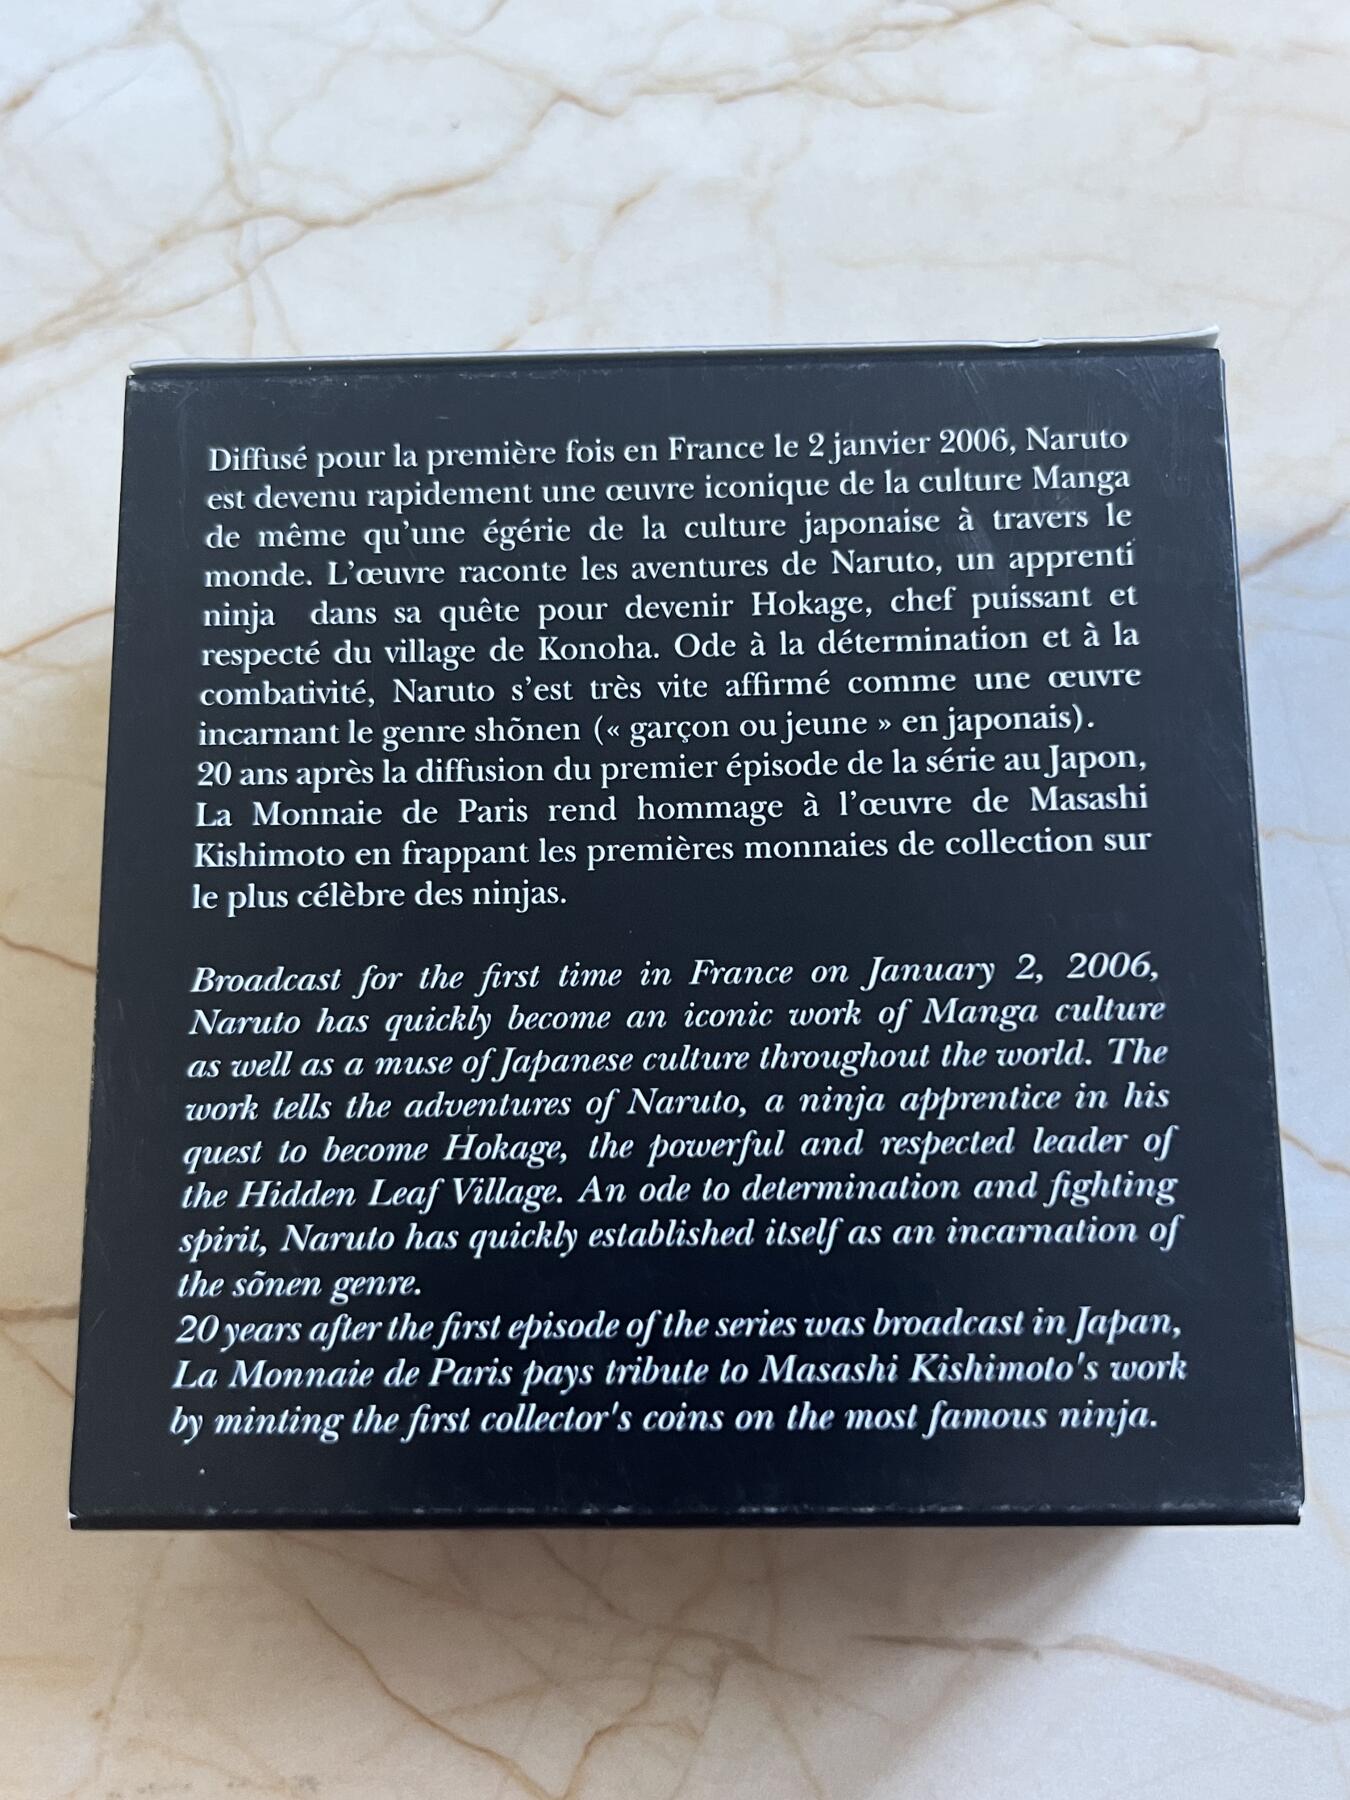 Diffusé pour la première fois en France le 2 janvier 2006, Naruto
est devenu rapidement une œuvre iconique de la culture Manga
de même qu’une égérie de la culture japonaise à travers le
monde. L’œuvre raconte les aventures de Naruto, un apprenti
ninja dans sa quête pour devenir Hokage, chef puissant et
respecté du village de Konoha. Ode à la détermination et à la
combativité, Naruto s’est très vite affirmé comme une œuvre
incarnant le genre shõnen (« garçon ou jeune » en japonais).
20 ans après la diffusion du premier épisode de la série au Japon,
La Monnaie de Paris rend hommage à l’œuvre de Masashi
Kishimoto en frappant les premières monnaies de collection sur
le plus célèbre des ninjas.
Broadcast for the first time in France on January 2, 2006,
Naruto has quickly become an iconic work of Manga culture
as well as a muse of Japanese culture throughout the world. The
work tells the adventures of Naruto, a ninja apprentice in his
quest to become Hokage, the powerful and respected leader of
the Hidden Leaf Village. An ode to determination and fighting
spirit, Naruto has quickly established itself as an incarnation of
the sõnen genre.
20 years after the first episode of the series was broadcast in Japan,
La Monnaie de Paris pays tribute to Masashi Kishimoto's work
by minting the first collector's coins on the most famous ninja.